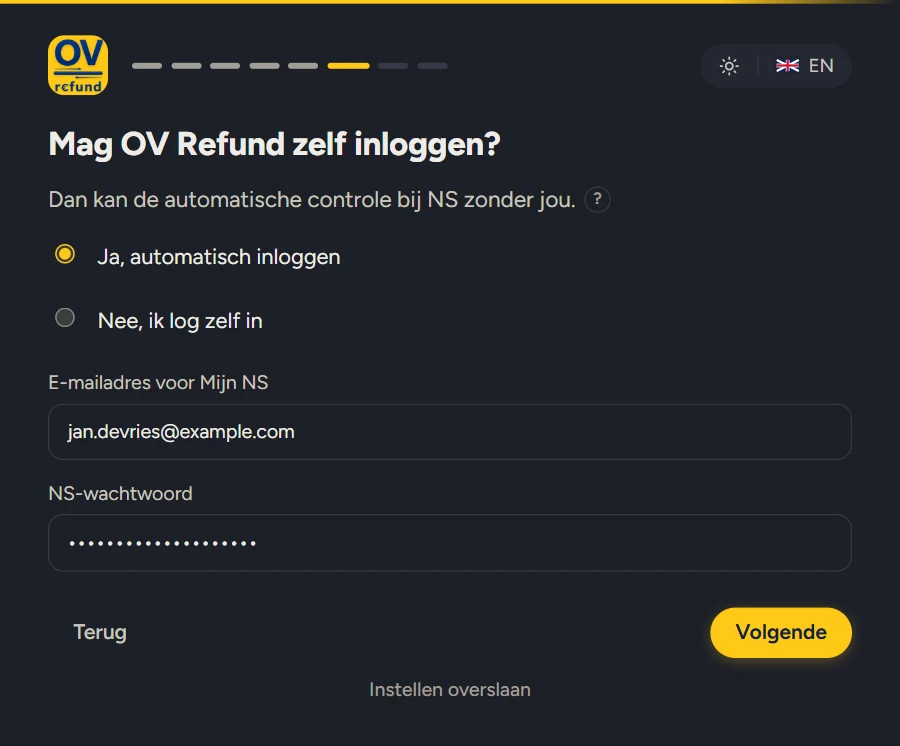 OV
refund
EN
Mag OV Refund zelf inloggen?
Dan kan de automatische controle bij NS zonder jou. ?
Ja, automatisch inloggen
Nee, ik log zelf in
E-mailadres voor Mijn NS
jan.devries@example.com
NS-wachtwoord
••••••••••••••••••••
Terug
Volgende
Instellen overslaan